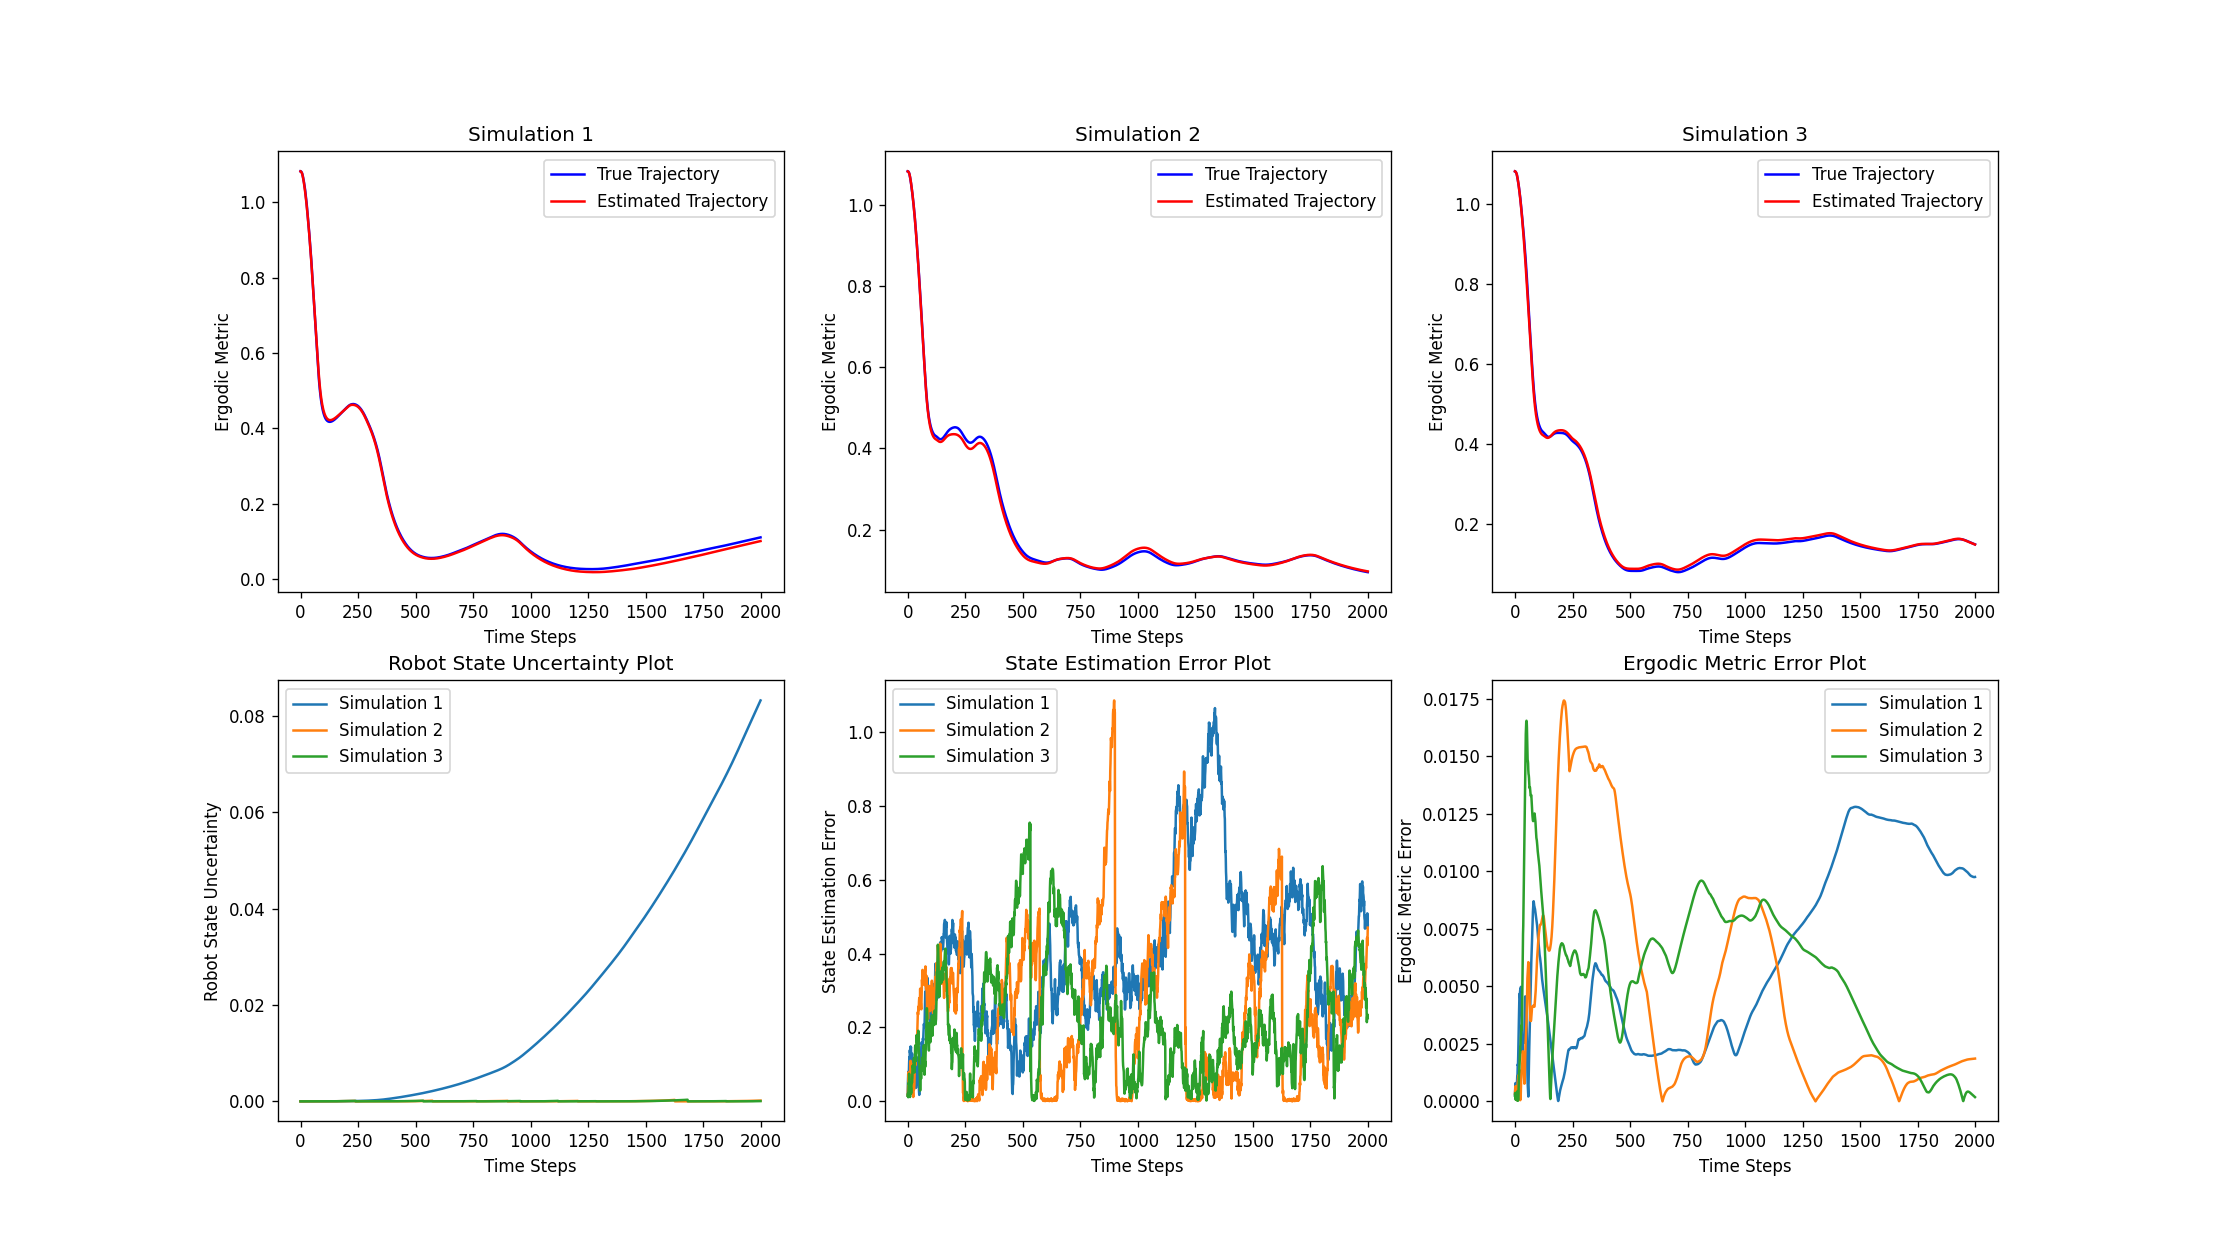 Simulation 1
Ergodic Metric
1.0
0.8
0.6
0.4
0.2
0.0
True Trajectory
Estimated Trajectory
0 250 500 750 1000 1250 1500 1750 2000
Time Steps
Simulation 2
Ergodic Metric
1.0
0.8
0.6
0.4
0.2
True Trajectory
Estimated Trajectory
0 250 500 750 1000 1250 1500 1750 2000
Time Steps
Simulation 3
Ergodic Metric
1.0
0.8
0.6
0.4
0.2
True Trajectory
Estimated Trajectory
0 250 500 750 1000 1250 1500 1750 2000
Time Steps
Robot State Uncertainty Plot
Robot State Uncertainty
0.08
0.06
0.04
0.02
0.00
Simulation 1
Simulation 2
Simulation 3
0 250 500 750 1000 1250 1500 1750 2000
Time Steps
State Estimation Error Plot
State Estimation Error
1.0
0.8
0.6
0.4
0.2
0.0
Simulation 1
Simulation 2
Simulation 3
0 250 500 750 1000 1250 1500 1750 2000
Time Steps
Ergodic Metric Error Plot
Ergodic Metric Error
0.0175
0.0150
0.0125
0.0100
0.0075
0.0050
0.0025
0.0000
Simulation 1
Simulation 2
Simulation 3
0 250 500 750 1000 1250 1500 1750 2000
Time Steps